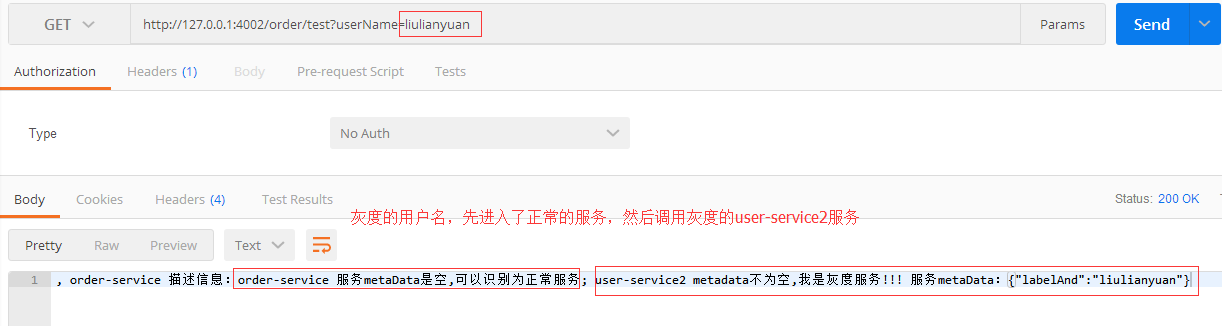 GET http://127.0.0.1:4002/order/test?userName=liulianyuan Params Send
Authorization Headers (1) Body Pre-request Script Tests
Type No Auth
Body Cookies Headers (4) Test Results Status: 200 OK
灰度的用户名，先进入了正常的服务，然后调用灰度的user-service2服务
Pretty Raw Preview Text
1 , order-service 描述信息：order-service 服务metaData是空,可以识别为正常服务; user-service2 metadata不为空,我是灰度服务!!! 服务metaData：{"labelAnd":"liulianyuan"}